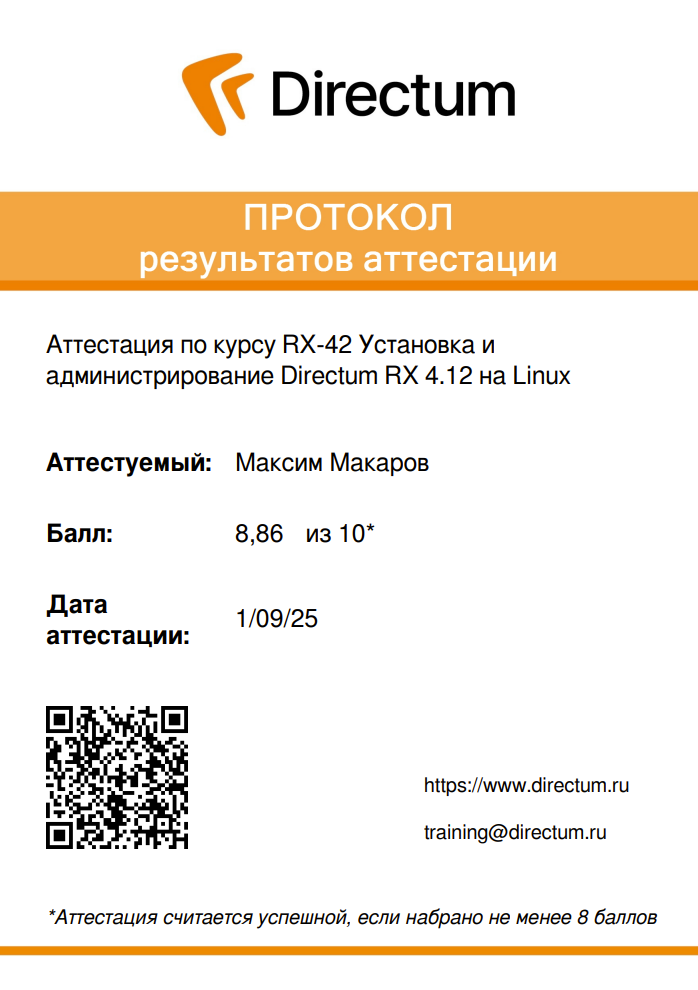 Directum
ПРОТОКОЛ
результатов аттестации
Аттестация по курсу RX-42 Установка и
администрирование Directum RX 4.12 на Linux
Аттестуемый: Максим Макаров
Балл: 8,86 из 10*
Дата
аттестации: 1/09/25
https://www.directum.ru
training@directum.ru
*Аттестация считается успешной, если набрано не менее 8 баллов